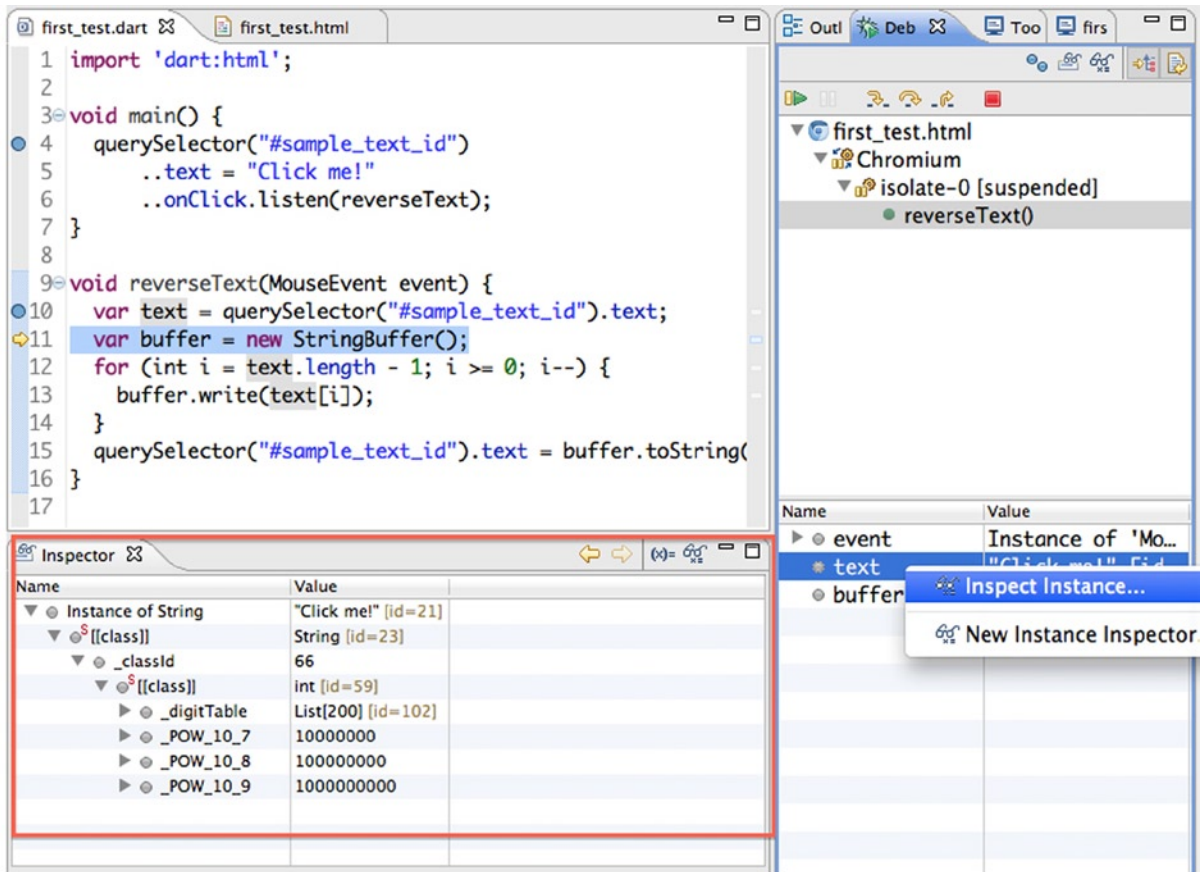 first_test.dart
first_test.html
1 import 'dart:html';
2
3 void main() {
4 querySelector("#sample_text_id")
5 ..text = "Click me!"
6 ..onClick.listen(reverseText);
7 }
8
9 void reverseText(MouseEvent event) {
10 var text = querySelector("#sample_text_id").text;
11 var buffer = new StringBuffer();
12 for (int i = text.length - 1; i >= 0; i--) {
13 buffer.write(text[i]);
14 }
15 querySelector("#sample_text_id").text = buffer.toString(
16 }
17
Inspector
(x)=
Name Value
Instance of String "Click me!" [id=21]
[[class]] String [id=23]
_classId 66
[[class]] int [id=59]
_digitTable List[200] [id=102]
_POW_10_7 10000000
_POW_10_8 100000000
_POW_10_9 1000000000
Outl Deb Too firs
first_test.html
Chromium
isolate-0 [suspended]
reverseText()
Name Value
event Instance of 'Mo...
text "Click me!" [id
buffer
Inspect Instance...
New Instance Inspector.